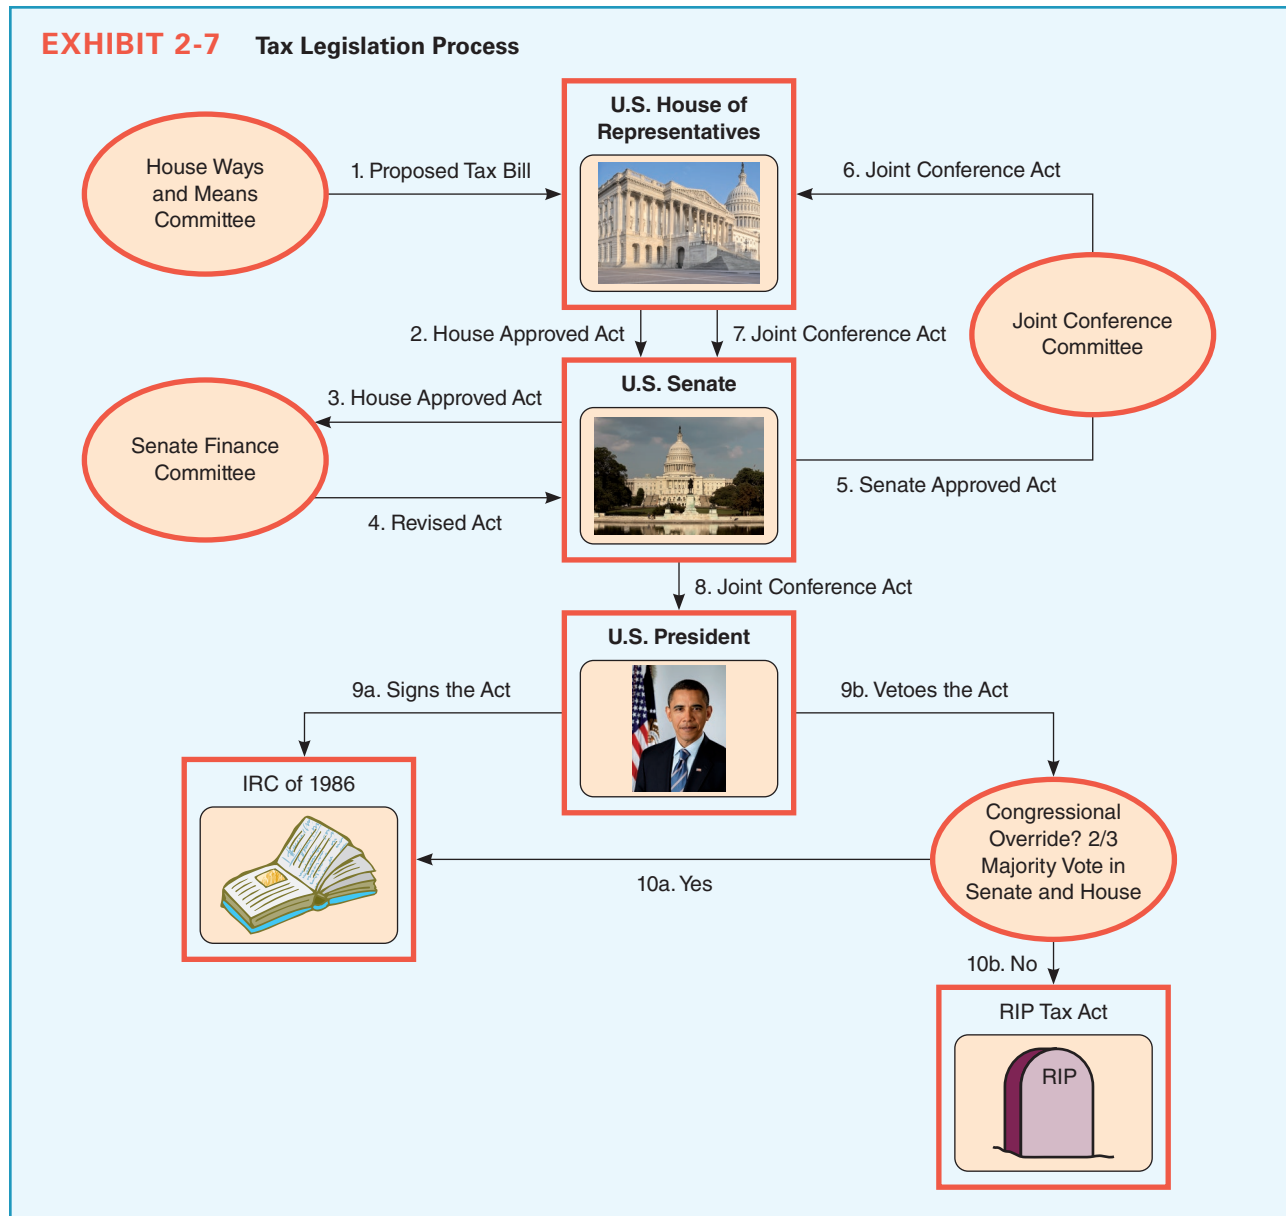 EXHIBIT 2-7 Tax Legislation Process
U.S. House of
Representatives
House Ways
and Means
Committee
1. Proposed Tax Bill
6. Joint Conference Act
2. House Approved Act
7. Joint Conference Act
Joint Conference
Committee
U.S. Senate
3. House Approved Act
Senate Finance
Committee
4. Revised Act
5. Senate Approved Act
8. Joint Conference Act
U.S. President
9a. Signs the Act
9b. Vetoes the Act
IRC of 1986
Congressional
Override? 2/3
Majority Vote in
Senate and House
10a. Yes
10b. No
RIP Tax Act
RIP